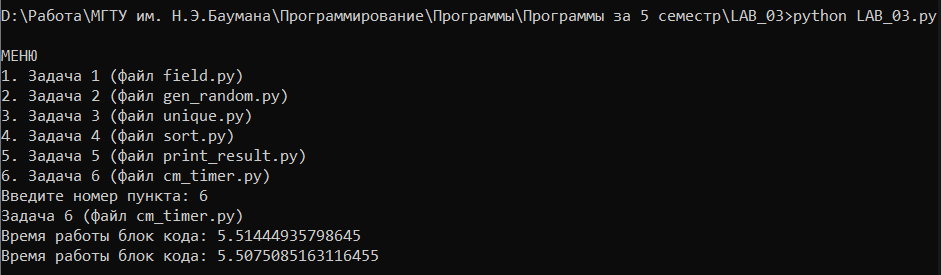 D:\Работа\МГТУ им. Н.Э.Баумана\Программирование\Программы\Программы за 5 семестр\LAB_03>python LAB_03.py
МЕНЮ
1. Задача 1 (файл field.py)
2. Задача 2 (файл gen_random.py)
3. Задача 3 (файл unique.py)
4. Задача 4 (файл sort.py)
5. Задача 5 (файл print_result.py)
6. Задача 6 (файл cm_timer.py)
Введите номер пункта: 6
Задача 6 (файл cm_timer.py)
Время работы блок кода: 5.51444935798645
Время работы блок кода: 5.5075085163116455